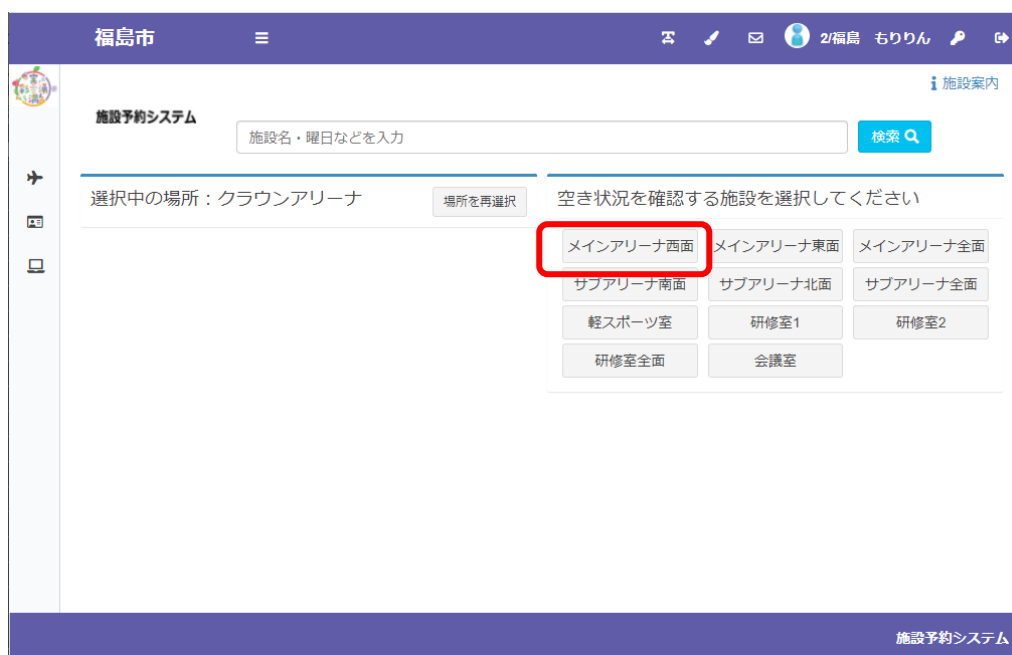 福島市
2/福島 もりりん
施設案内
施設予約システム
施設名・曜日などを入力
検索
選択中の場所：クラウンアリーナ
場所を再選択
空き状況を確認する施設を選択してください
メインアリーナ西面 メインアリーナ東面 メインアリーナ全面
サブアリーナ南面 サブアリーナ北面 サブアリーナ全面
軽スポーツ室 研修室1 研修室2
研修室全面 会議室
施設予約システム